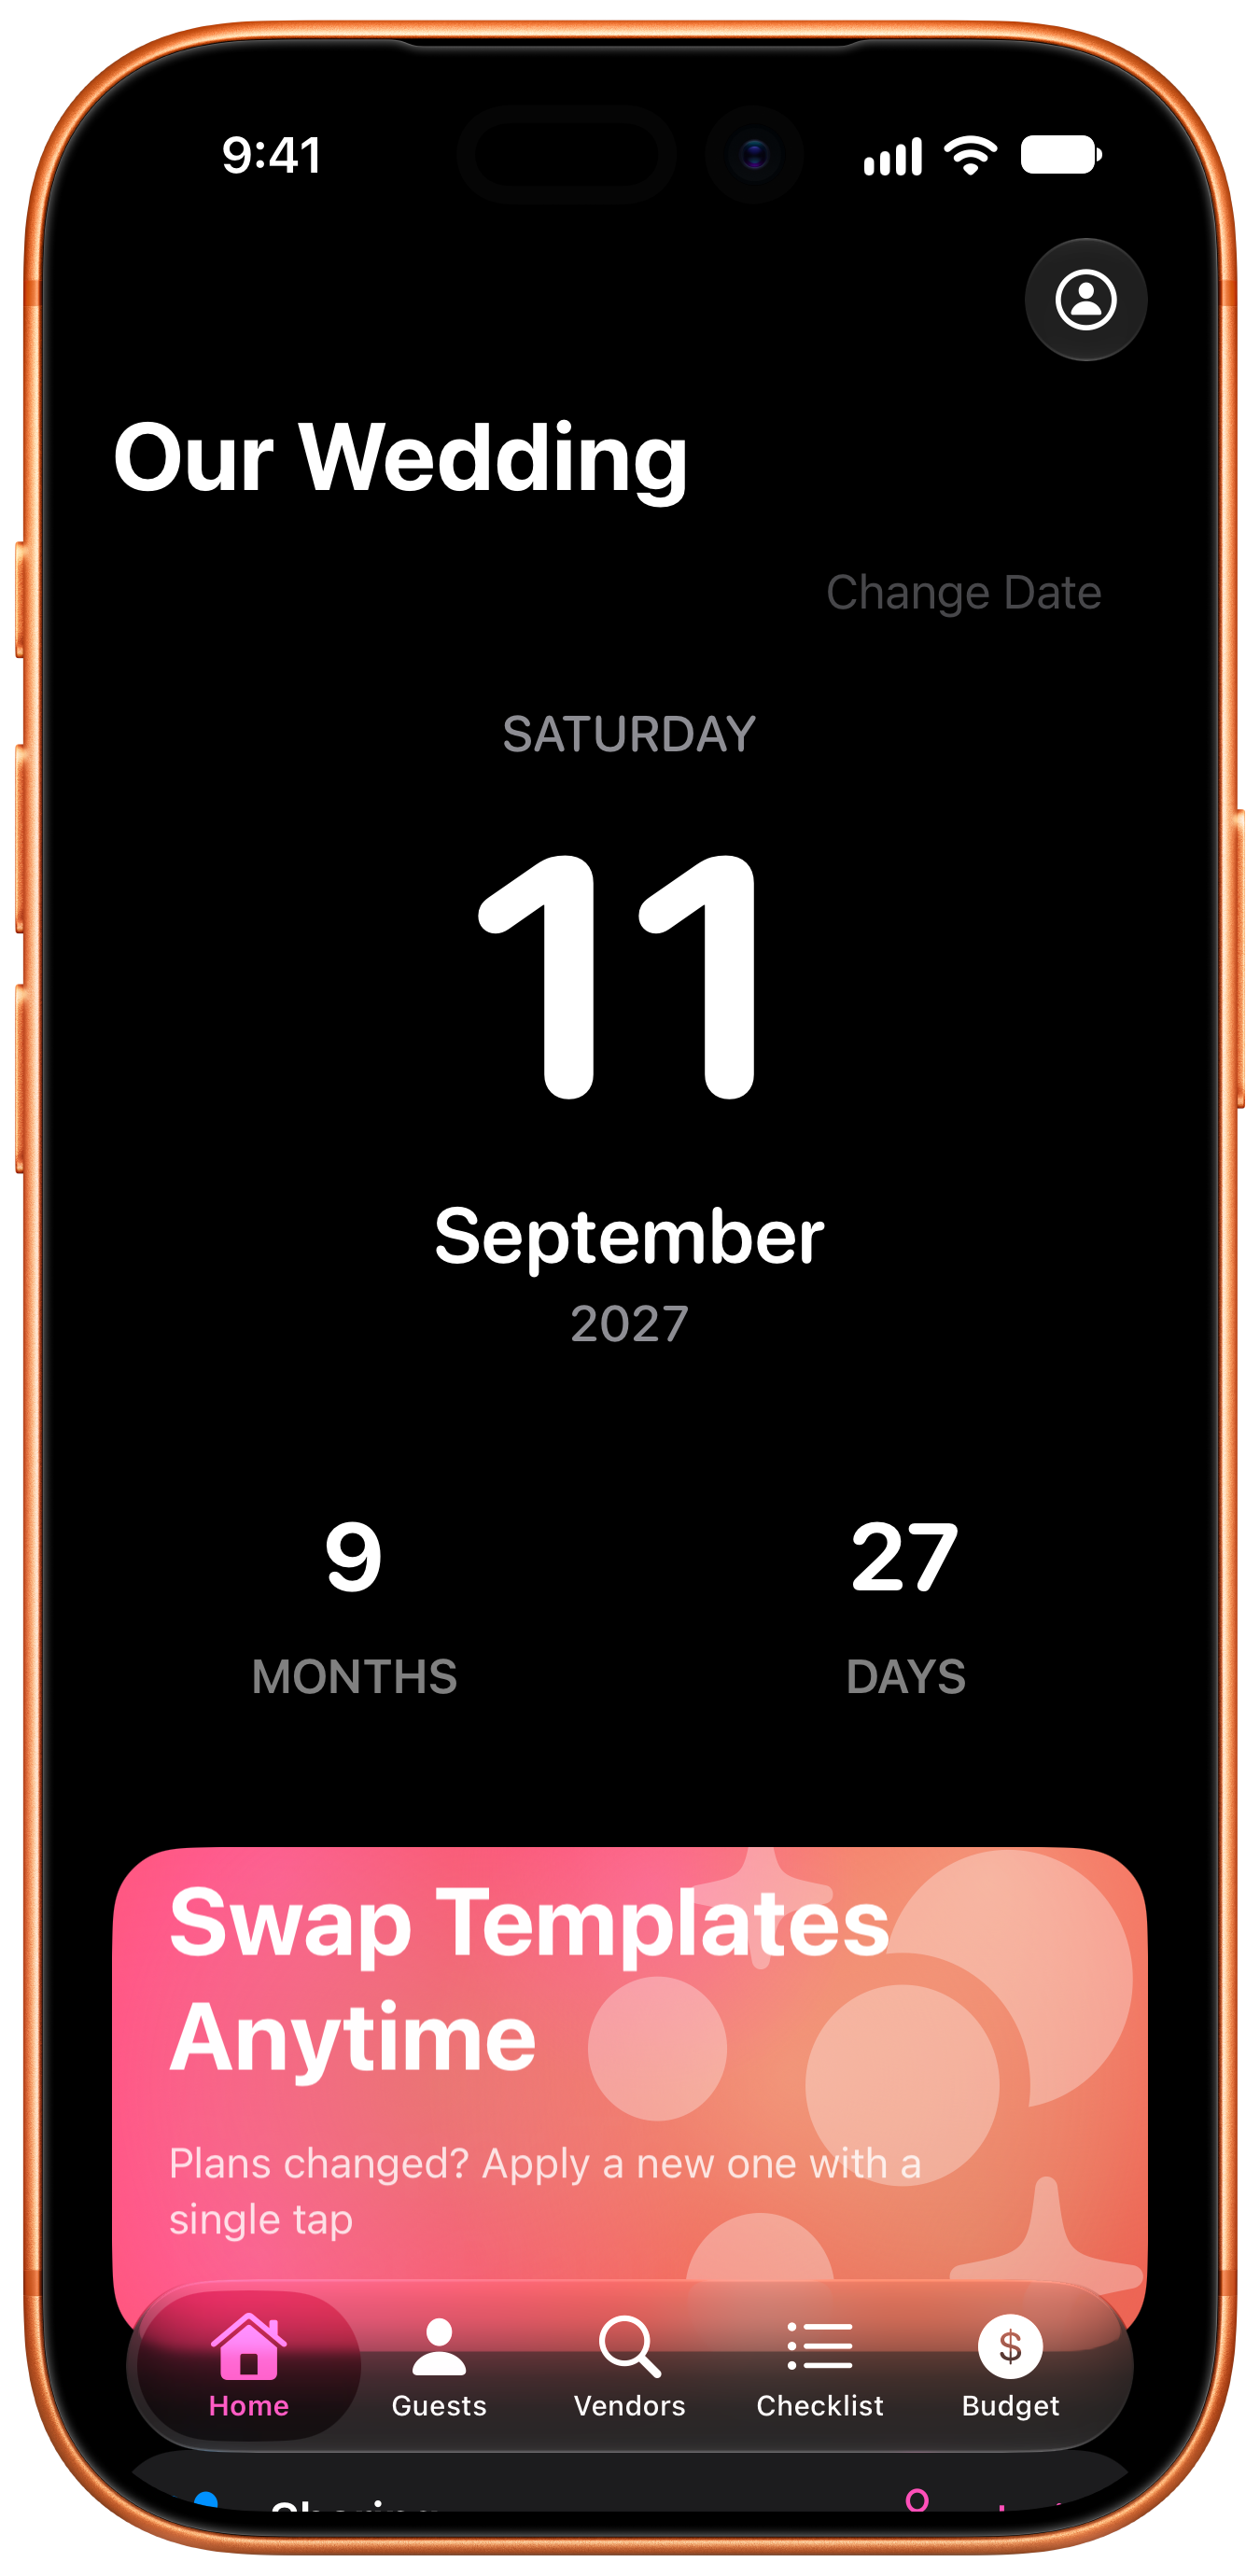 9:41
Our Wedding
Change Date
SATURDAY
11
September
2027
9
27
MONTHS
DAYS
Swap Templates
Anytime
Plans changed? Apply a new one with a
single tap
$
Home
Guests
Vendors
Checklist
Budget